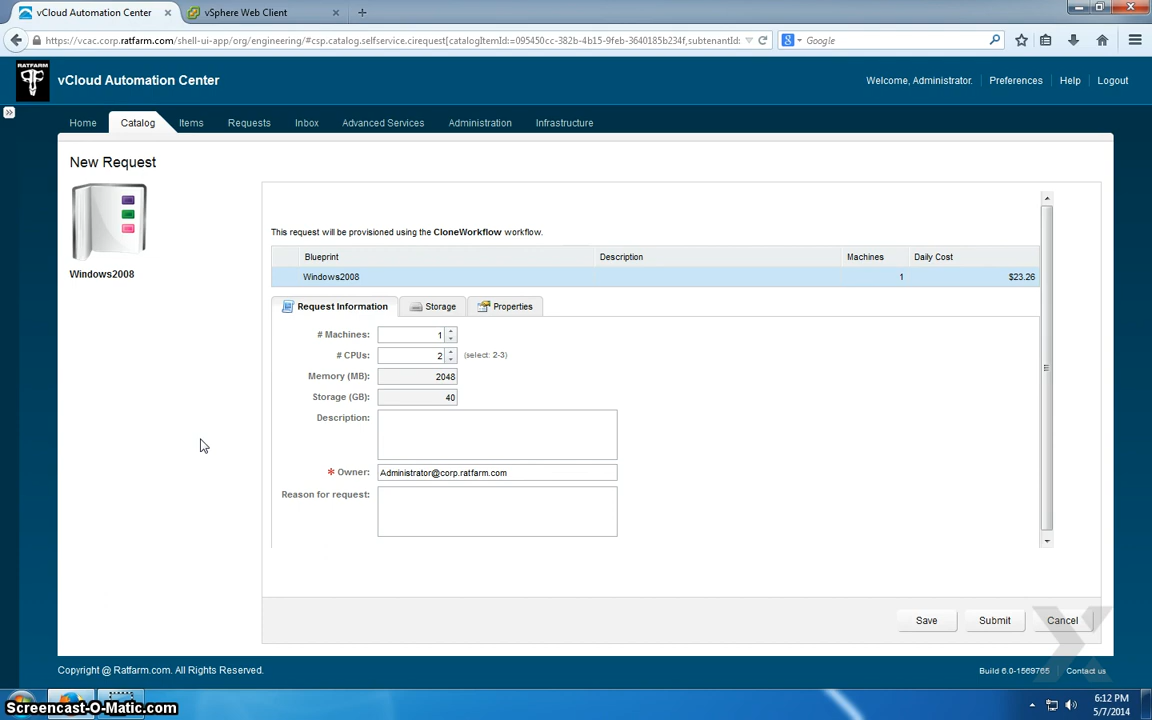 vCloud Automation Center
vSphere Web Client
https://vcac.corp.ratfarm.com/shell-ui-app/org/engineering/#csp.catalog.selfservice.cirequest[catalogItemId=095450cc-382b-4b15-9feb-3640185b234f,subtenantId:
Google
RATFARM
vCloud Automation Center
Welcome, Administrator.
Preferences
Help
Logout
Home
Catalog
Items
Requests
Inbox
Advanced Services
Administration
Infrastructure
New Request
Windows2008
This request will be provisioned using the CloneWorkflow workflow.
Blueprint Description Machines Daily Cost
Windows2008 1 $23.26
Request Information
Storage
Properties
# Machines: 1
# CPUs: 2 (select: 2-3)
Memory (MB): 2048
Storage (GB): 40
Description:
* Owner: Administrator@corp.ratfarm.com
Reason for request:
Save
Submit
Cancel
Copyright @ Ratfarm.com. All Rights Reserved.
Build 6.0-1569765
Contact us
Screencast-O-Matic.com
6:12 PM
5/7/2014